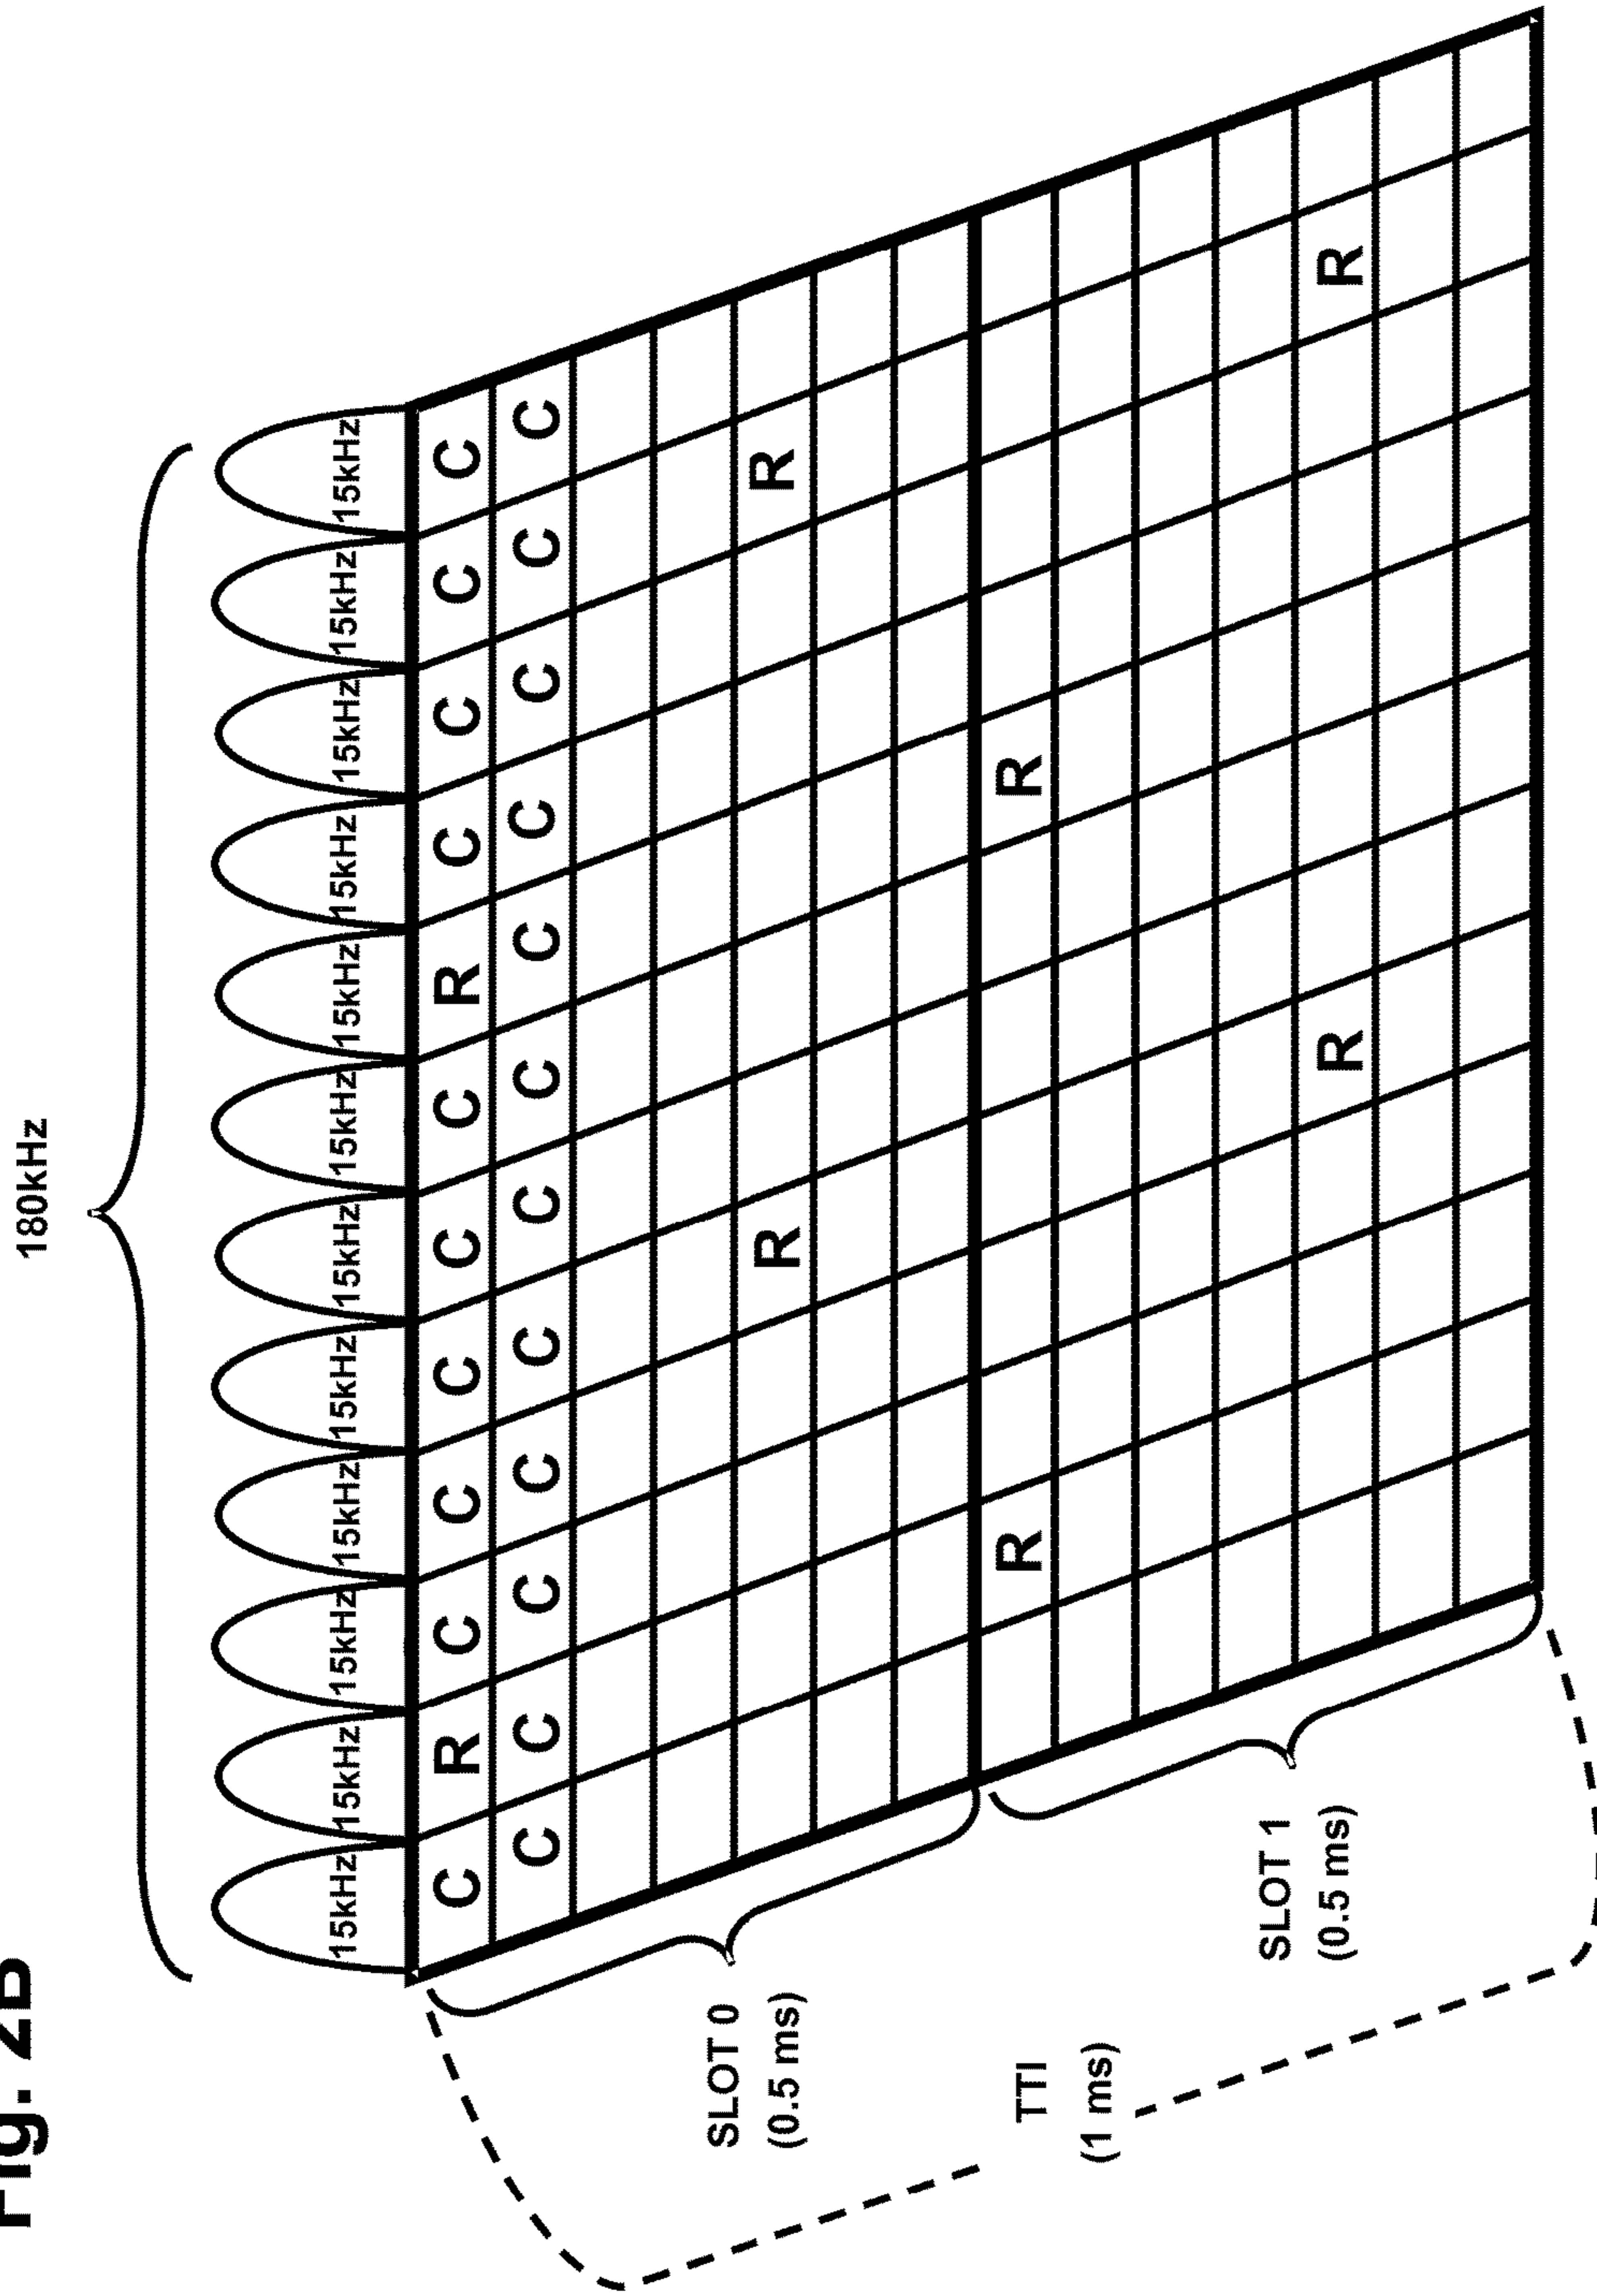 Fig. 2B
180kHz
15kHz 15kHz 15kHz 15kHz 15kHz 15kHz 15kHz 15kHz 15kHz 15kHz 15kHz 15kHz
C R C C C C C R C C C C
C C C C C C C C C C C C
SLOT 0
(0.5 ms)
R R
R R
TTI
(1 ms)
SLOT 1
(0.5 ms)
R R